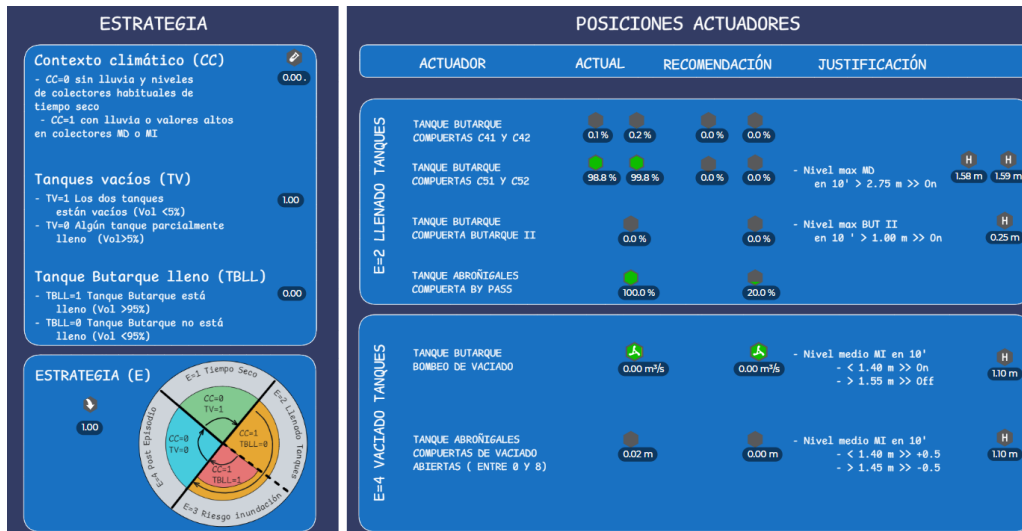 ESTRATEGIA
Contexto climático (CC)
- CC=0 sin lluvia y niveles
de colectores habituales de
tiempo seco
- CC=1 con lluvia o valores altos
en colectores MD o MI
0.00 .
Tanques vacíos (TV)
- TV=1 Los dos tanques
están vacíos (Vol <5%)
- TV=0 Algún tanque parcialmente
lleno (Vol>5%)
1.00
Tanque Butarque lleno (TBLL)
- TBLL=1 Tanque Butarque está
lleno (Vol >95%)
- TBLL=0 Tanque Butarque no está
lleno (Vol <95%)
0.00
ESTRATEGIA (E)
1.00
E=1 Tiempo Seco
E=2 Llenado Tanques
E=3 Riesgo inundación
E=4 Post Episodio
CC=0
TV=1
CC=1
TBLL=0
CC=1
TBLL=1
CC=0
TV=0
POSICIONES ACTUADORES
ACTUADOR ACTUAL RECOMENDACIÓN JUSTIFICACIÓN
E=2 LLENADO TANQUES
TANQUE BUTARQUE
COMPUERTAS C41 Y C42
0.1 % 0.2 % 0.0 % 0.0 %
TANQUE BUTARQUE
COMPUERTAS C51 Y C52
98.8 % 99.8 % 0.0 % 0.0 %
- Nivel max MD
en 10' > 2.75 m >> On
H H
1.58 m 1.59 m
TANQUE BUTARQUE
COMPUERTA BUTARQUE II
0.0 % 0.0 %
- Nivel max BUT II
en 10 ' > 1.00 m >> On
H
0.25 m
TANQUE ABROÑIGALES
COMPUERTA BY PASS
100.0 % 20.0 %
E=4 VACIADO TANQUES
TANQUE BUTARQUE
BOMBEO DE VACIADO
0.00 m³/s 0.00 m³/s
- Nivel medio MI en 10'
- < 1.40 m >> On
- > 1.55 m >> Off
H
1.10 m
TANQUE ABROÑIGALES
COMPUERTAS DE VACIADO
ABIERTAS ( ENTRE 0 Y 8)
0.02 m 0.00 m
- Nivel medio MI en 10'
- < 1.40 m >> +0.5
- > 1.45 m >> -0.5
H
1.10 m